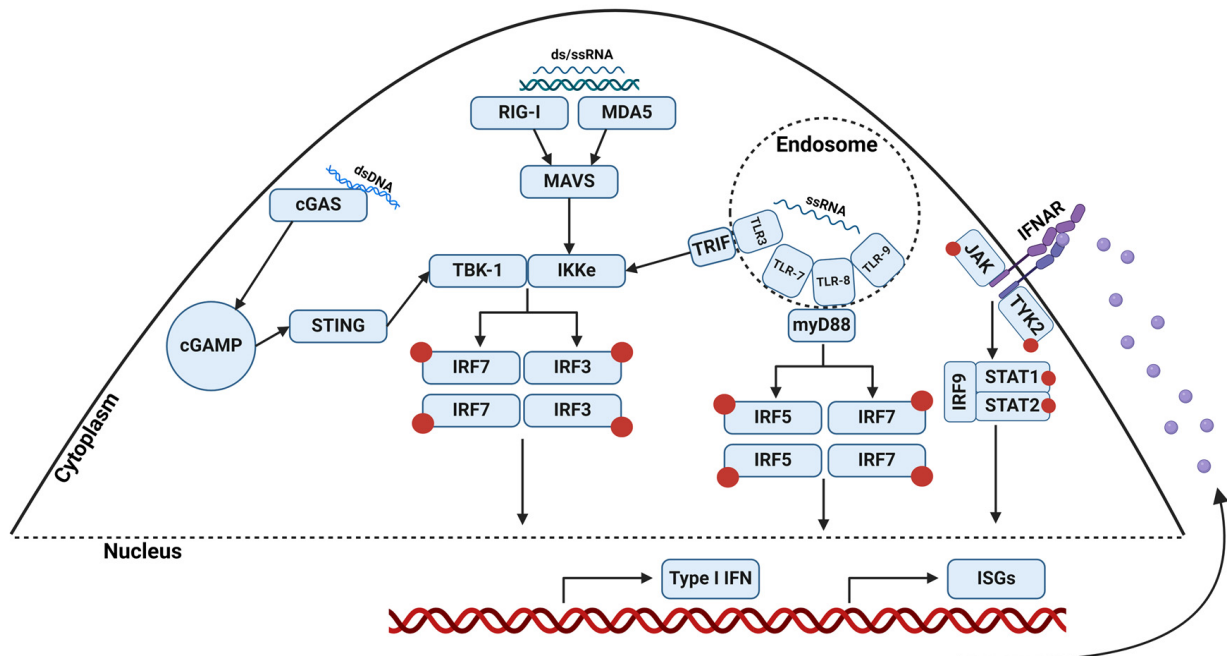 ds/ssRNA
RIG-I
MDA5
Endosome
MAVS
dsDNA
cGAS
ssRNA
IFNAR
TRIF
TLR3
JAK
TLR-7
TLR-8
TLR-9
TBK-1
IKKe
TYK2
cGAMP
STING
myD88
IRF7
IRF3
IRF9
STAT1
STAT2
IRF7
IRF3
IRF5
IRF7
IRF5
IRF7
Cytoplasm
Nucleus
Type I IFN
ISGs